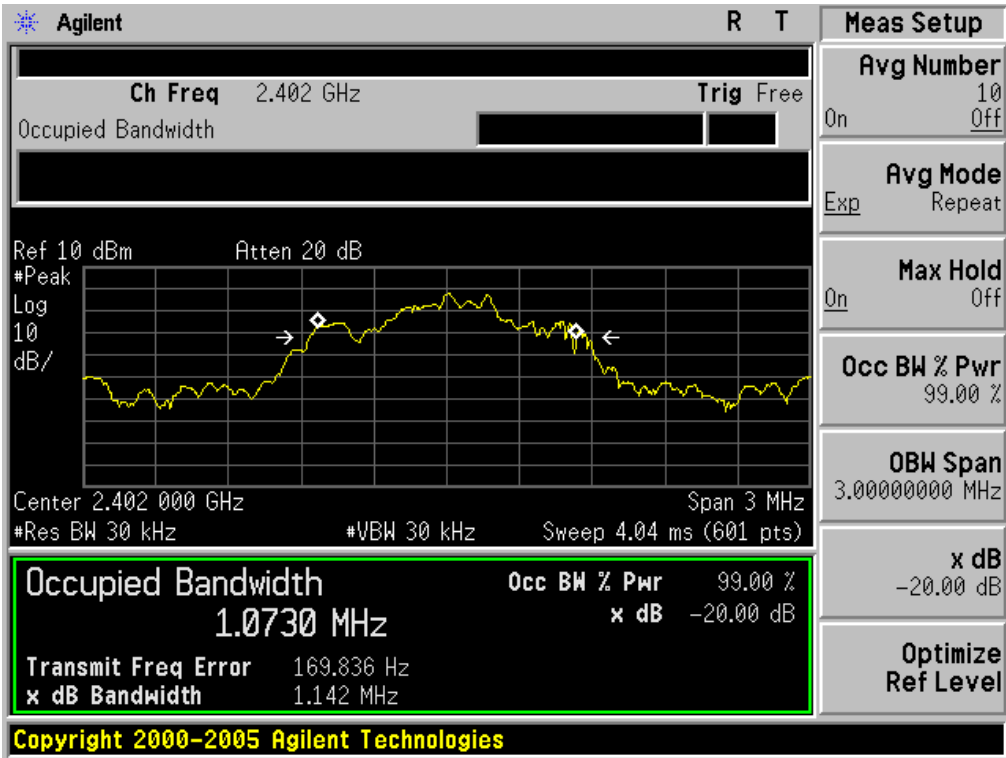 Agilent
R T
Meas Setup
Ch Freq 2.402 GHz
Trig Free
Occupied Bandwidth
Avg Number
10
On Off
Avg Mode
Exp Repeat
Ref 10 dBm Atten 20 dB
#Peak
Log
10
dB/
Max Hold
On Off
Occ BW % Pwr
99.00 %
OBW Span
3.00000000 MHz
Center 2.402 000 GHz Span 3 MHz
#Res BW 30 kHz #VBW 30 kHz Sweep 4.04 ms (601 pts)
Occupied Bandwidth
1.0730 MHz
Occ BW % Pwr 99.00 %
x dB -20.00 dB
x dB
-20.00 dB
Transmit Freq Error 169.836 Hz
x dB Bandwidth 1.142 MHz
Optimize
Ref Level
Copyright 2000-2005 Agilent Technologies